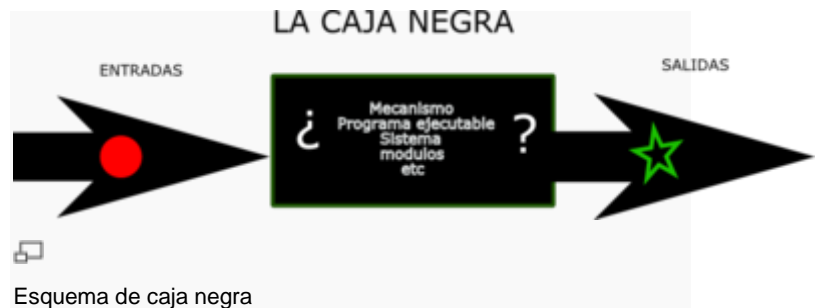 LA CAJA NEGRA
ENTRADAS
SALIDAS
¿ Mecanismo
Programa ejecutable
Sistema
modulos
etc ?
Esquema de caja negra